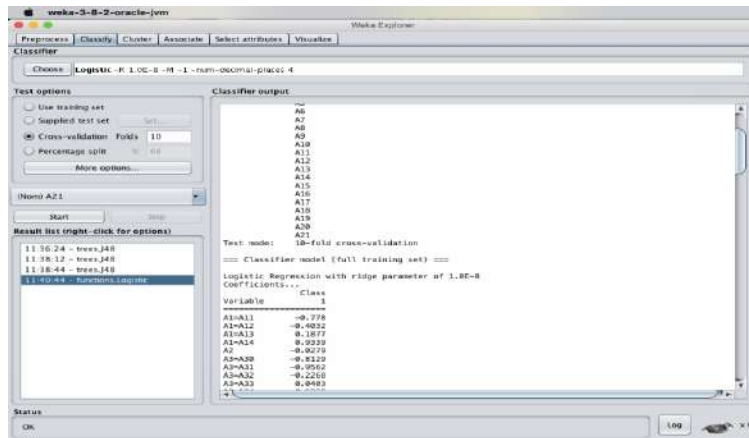 weka-3-8-2-oracle-jvm
Weka Explorer
Preprocess Classify Cluster Associate Select attributes Visualize
Classifier
Choose Logistic -R 1.0E-8 -M -1 -num-decimal-places 4
Test options
Use training set
Supplied test set Set...
Cross-validation Folds 10
Percentage split % 66
More options...
(Nom) A21
Start Stop
Result list (right-click for options)
11:36:24 - trees.J48
11:38:12 - trees.J48
11:38:44 - trees.J48
11:40:44 - functions.Logistic
Classifier output
A6
A7
A8
A9
A10
A11
A12
A13
A14
A15
A16
A17
A18
A19
A20
A21
Test mode: 10-fold cross-validation
=== Classifier model (full training set) ===
Logistic Regression with ridge parameter of 1.0E-8
Coefficients...
Class
Variable 1
A1=A11 -0.778
A1=A12 -0.4032
A1=A13 0.1877
A1=A14 0.9339
A2 -0.0279
A3=A30 -0.8129
A3=A31 -0.9562
A3=A32 -0.2268
A3=A33 0.0403
Status
OK
Log